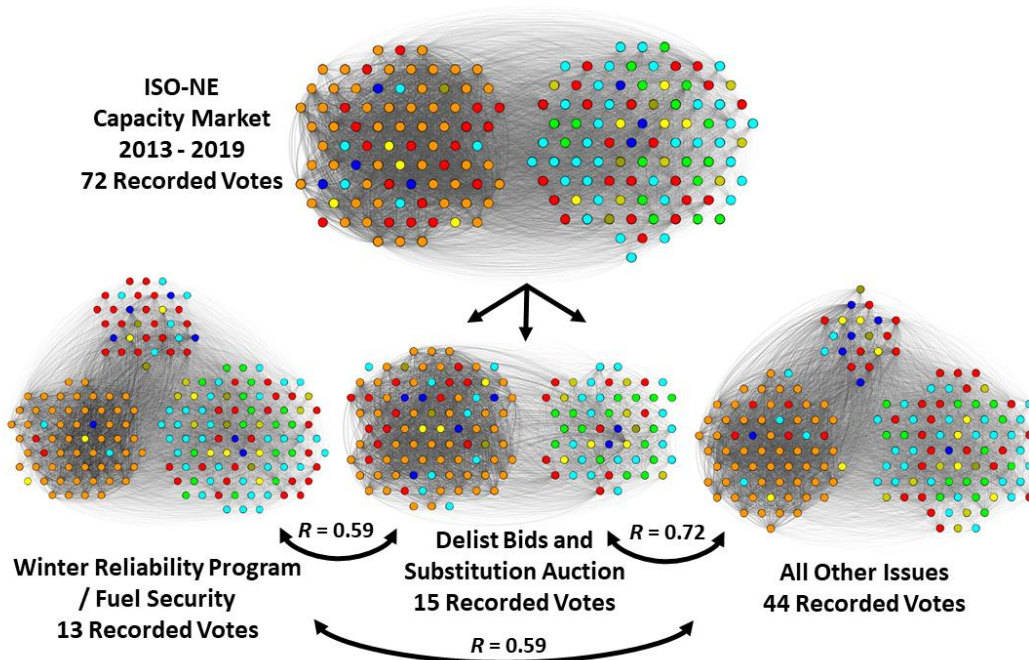 ISO-NE
Capacity Market
2013 - 2019
72 Recorded Votes
R = 0.59
R = 0.72
Winter Reliability Program
/ Fuel Security
13 Recorded Votes
Delist Bids and
Substitution Auction
15 Recorded Votes
All Other Issues
44 Recorded Votes
R = 0.59